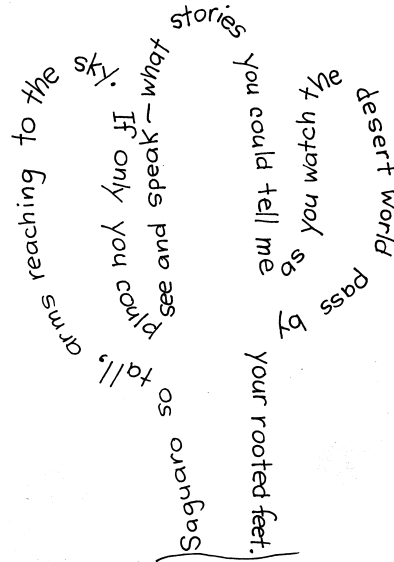 Saguaro so tall, arms reaching to the sky.
If only you could
see and speak—what stories
you could tell me
as you watch the
desert world pass by
your rooted feet.